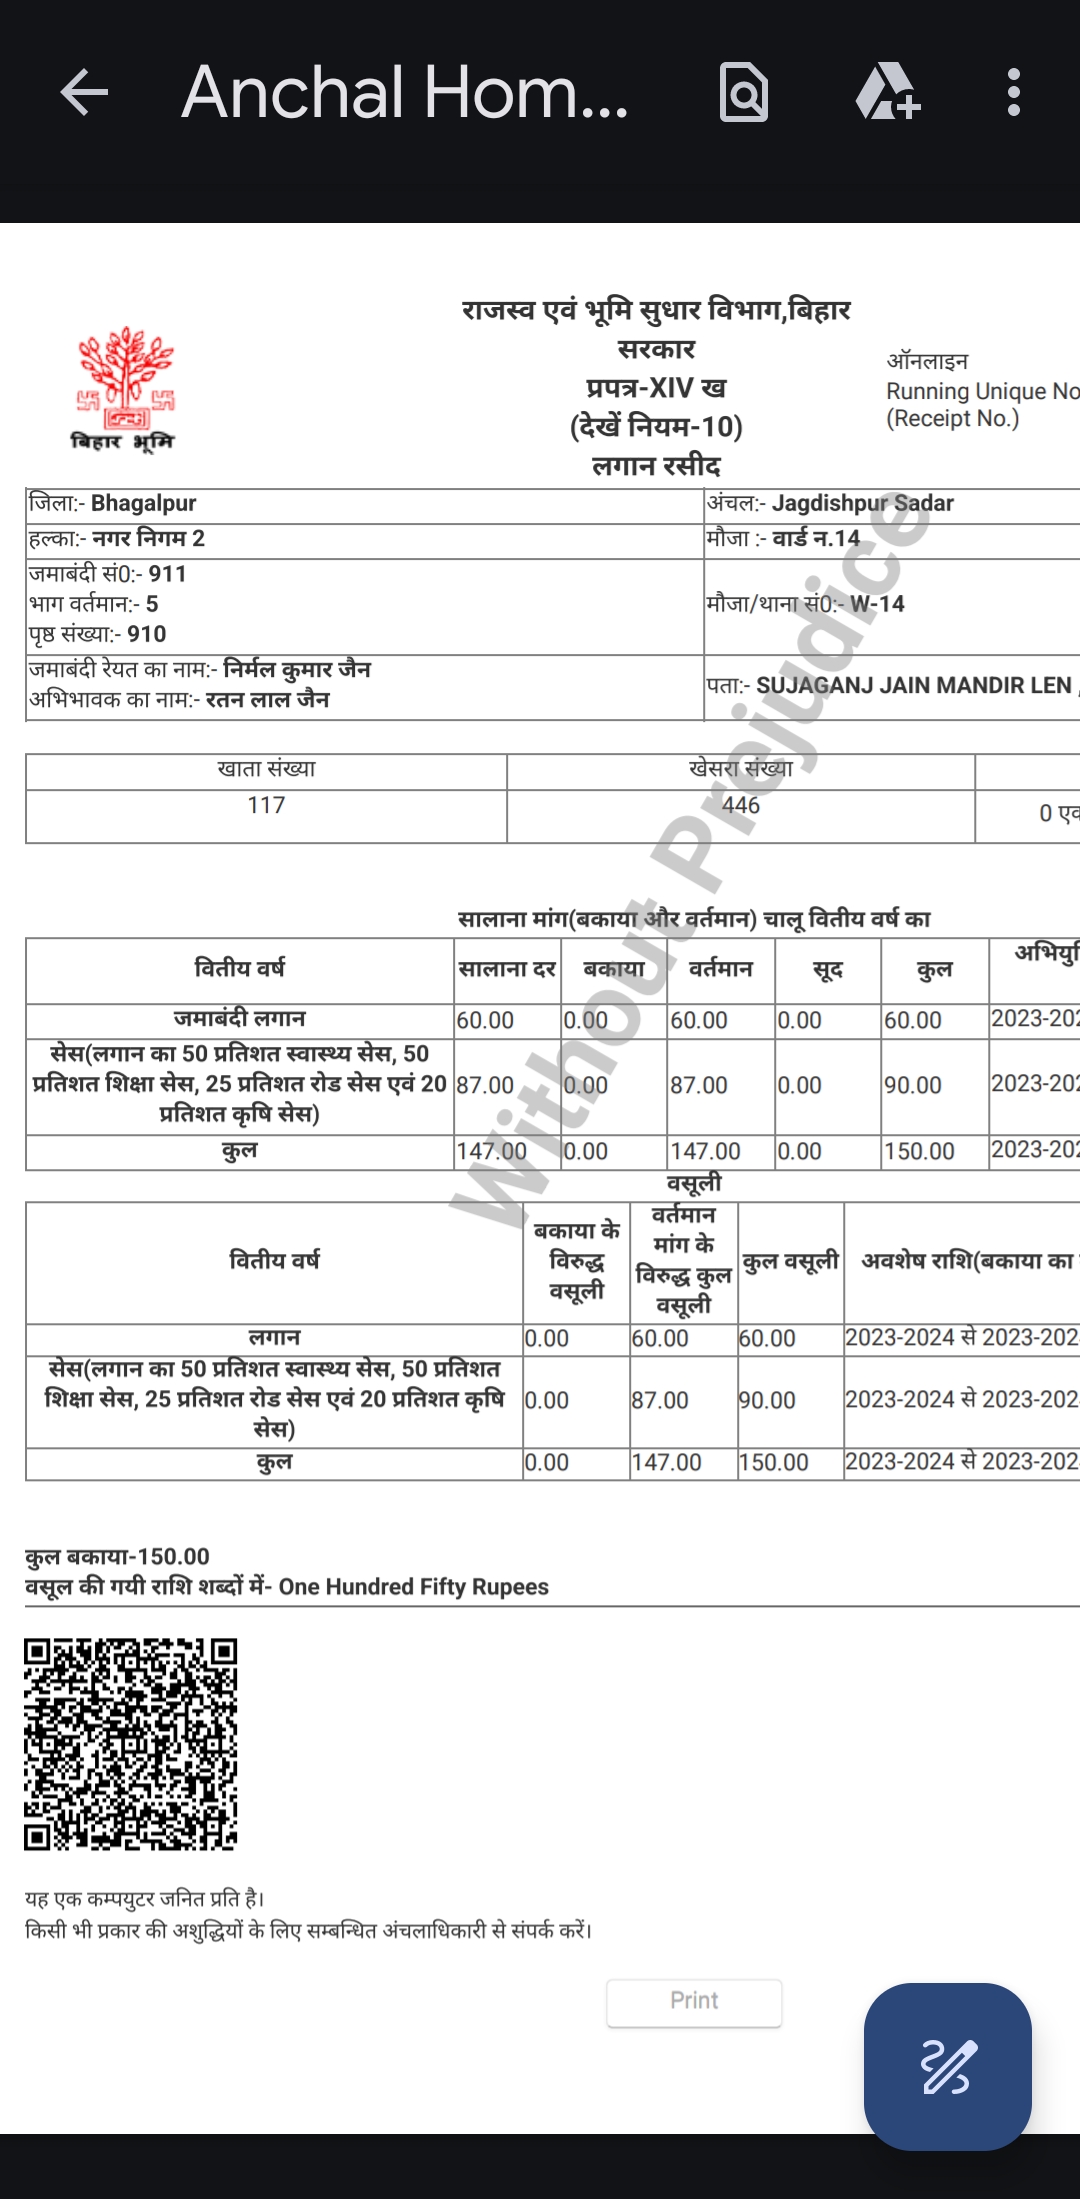 Anchal Hom...
राजस्व एवं भूमि सुधार विभाग,बिहार
सरकार
प्रपत्र-XIV ख
(देखें नियम-10)
लगान रसीद
बिहार भूमि
ऑनलाइन
Running Unique No
(Receipt No.)
जिला:- Bhagalpur
अंचल:- Jagdishpur Sadar
हल्का:- नगर निगम 2
मौजा :- वार्ड न.14
जमाबंदी सं0:- 911
भाग वर्तमान:- 5
पृष्ठ संख्या:- 910
मौजा/थाना सं0:- W-14
जमाबंदी रेयत का नाम:- निर्मल कुमार जैन
अभिभावक का नाम:- रतन लाल जैन
पता:- SUJAGANJ JAIN MANDIR LEN ,
खाता संख्या खेसरा संख्या
117 446 0
सालाना मांग(बकाया और वर्तमान) चालू वितीय वर्ष का
वितीय वर्ष सालाना दर बकाया वर्तमान सूद कुल
जमाबंदी लगान 60.00 0.00 60.00 0.00 60.00 2023-202
सेस(लगान का 50 प्रतिशत स्वास्थ्य सेस, 50
प्रतिशत शिक्षा सेस, 25 प्रतिशत रोड सेस एवं 20 87.00 0.00 87.00 0.00 90.00 2023-202
प्रतिशत कृषि सेस)
कुल 147.00 0.00 147.00 0.00 150.00 2023-202
वसूली
वितीय वर्ष
बकाया के
विरुद्ध
वसूली
वर्तमान
मांग के
विरुद्ध कुल
वसूली
कुल वसूली
अवशेष राशि(बकाया का
लगान 0.00 60.00 60.00 2023-2024 से 2023-202
सेस(लगान का 50 प्रतिशत स्वास्थ्य सेस, 50 प्रतिशत
शिक्षा सेस, 25 प्रतिशत रोड सेस एवं 20 प्रतिशत कृषि 0.00 87.00 90.00 2023-2024 से 2023-202
सेस)
कुल 0.00 147.00 150.00 2023-2024 से 2023-202
कुल बकाया-150.00
वसूल की गयी राशि शब्दों में- One Hundred Fifty Rupees
यह एक कम्पयुटर जनित प्रति है।
किसी भी प्रकार की अशुद्धियों के लिए सम्बन्धित अंचलाधिकारी से संपर्क करें।
Print
Without Prejudice